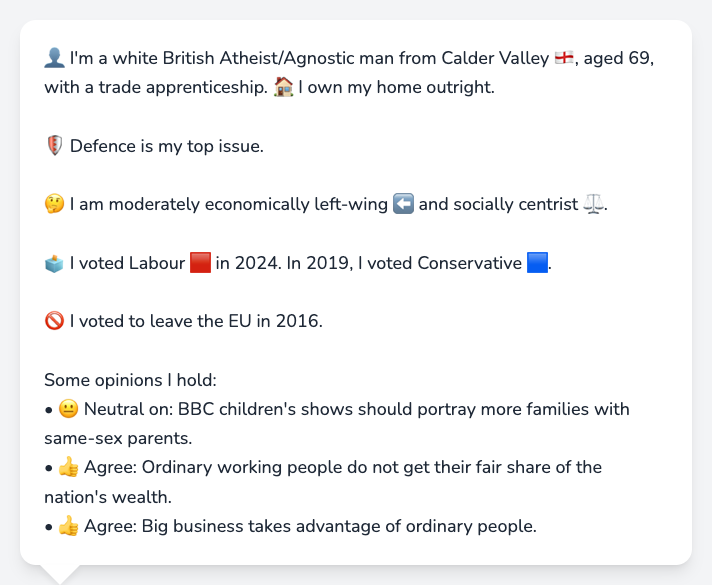 👤 I'm a white British Atheist/Agnostic man from Calder Valley 🏴󠁧󠁢󠁥󠁮󠁧󠁿, aged 69,
with a trade apprenticeship. 🏠 I own my home outright.
🛡️ Defence is my top issue.
🤔 I am moderately economically left-wing ⬅️ and socially centrist ⚖️.
🗳️ I voted Labour 🟥 in 2024. In 2019, I voted Conservative 🟦.
🚫 I voted to leave the EU in 2016.
Some opinions I hold:
• 😐 Neutral on: BBC children's shows should portray more families with
same-sex parents.
• 👍 Agree: Ordinary working people do not get their fair share of the
nation's wealth.
• 👍 Agree: Big business takes advantage of ordinary people.